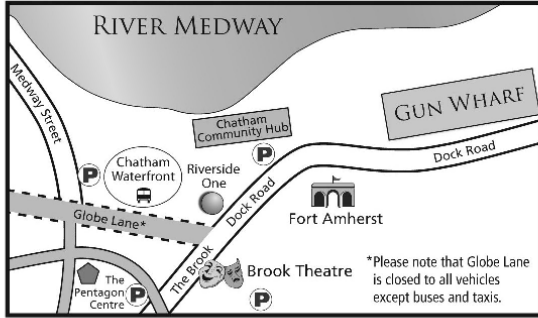 RIVER MEDWAY
Medway Street
GUN WHARF
Chatham
Community Hub
P
Dock Road
P
Chatham
Waterfront
Riverside
One
Dock Road
Fort Amherst
Globe Lane*
The Brook
Brook Theatre
The
Pentagon
Centre
P
P
*Please note that Globe Lane
is closed to all vehicles
except buses and taxis.